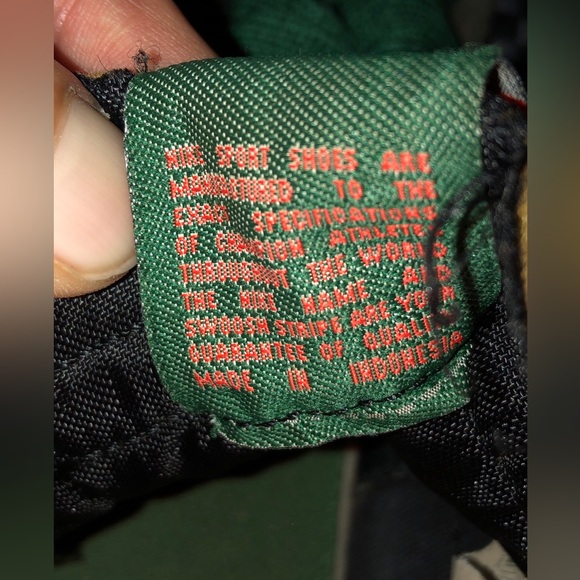 NIKE SPORT SHOES ARE
MANUFACTURED TO THE
EXACT SPECIFICATIONS
OF CHAMPION ATHLETES
THROUGHOUT THE WORLD
THE NIKE NAME AND
SWOOSH STRIPE ARE YOUR
GUARANTEE OF QUALITY
MADE IN INDONESIA